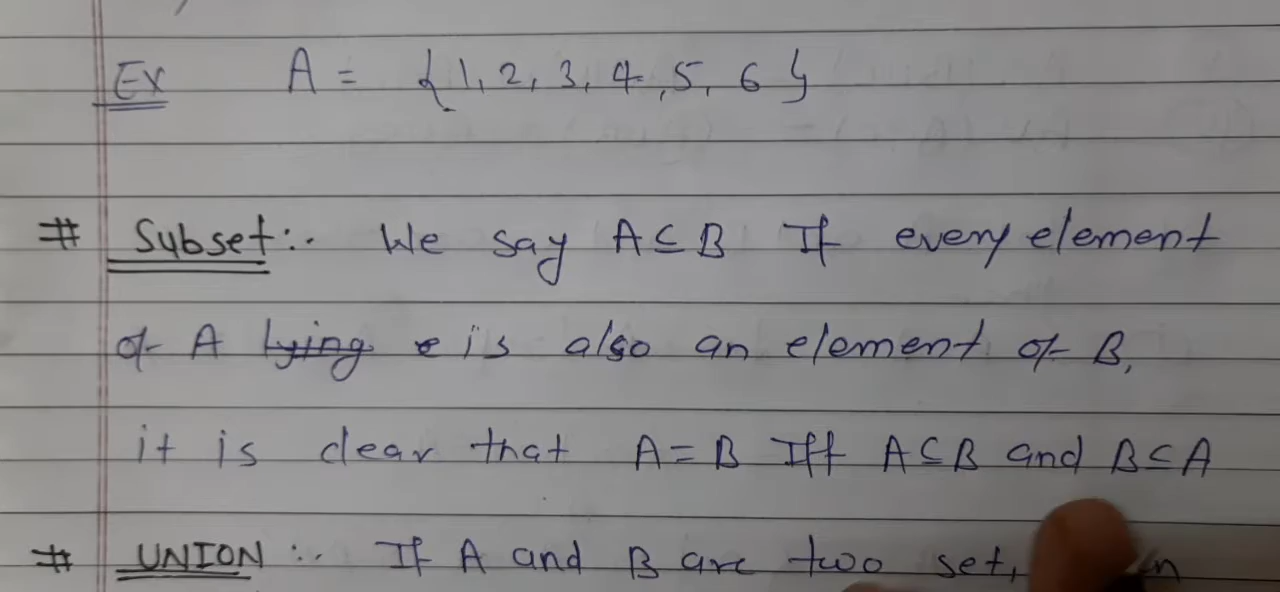 Ex A = {1, 2, 3, 4, 5, 6}
# Subset:. We say A ⊆ B If every element
of A lying is also an element of B,
it is clear that A = B Iff A ⊆ B and B ⊆ A
# UNION :. If A and B are two set,